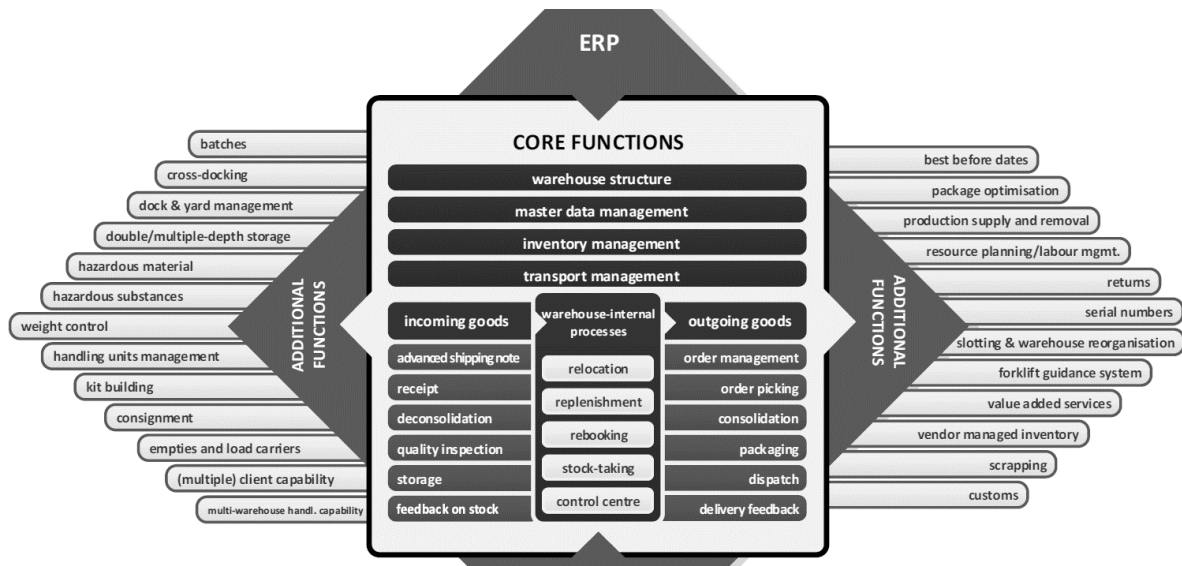 ERP
CORE FUNCTIONS
warehouse structure
master data management
inventory management
transport management
incoming goods
advanced shipping note
receipt
deconsolidation
quality inspection
storage
feedback on stock
warehouse-internal
processes
relocation
replenishment
rebooking
stock-taking
control centre
outgoing goods
order management
order picking
consolidation
packaging
dispatch
delivery feedback
ADDITIONAL
FUNCTIONS
batches
cross-docking
dock & yard management
double/multiple-depth storage
hazardous material
hazardous substances
weight control
handling units management
kit building
consignment
empties and load carriers
(multiple) client capability
multi-warehouse handl. capability
ADDITIONAL
FUNCTIONS
best before dates
package optimisation
production supply and removal
resource planning/labour mgmt.
returns
serial numbers
slotting & warehouse reorganisation
forklift guidance system
value added services
vendor managed inventory
scrapping
customs